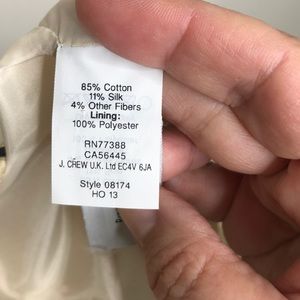 85% Cotton
11% Silk
4% Other Fibers
Lining:
100% Polyester
RN77388
CA56445
J. CREW U.K. Ltd EC4V 6JA
Style 08174
HO 13